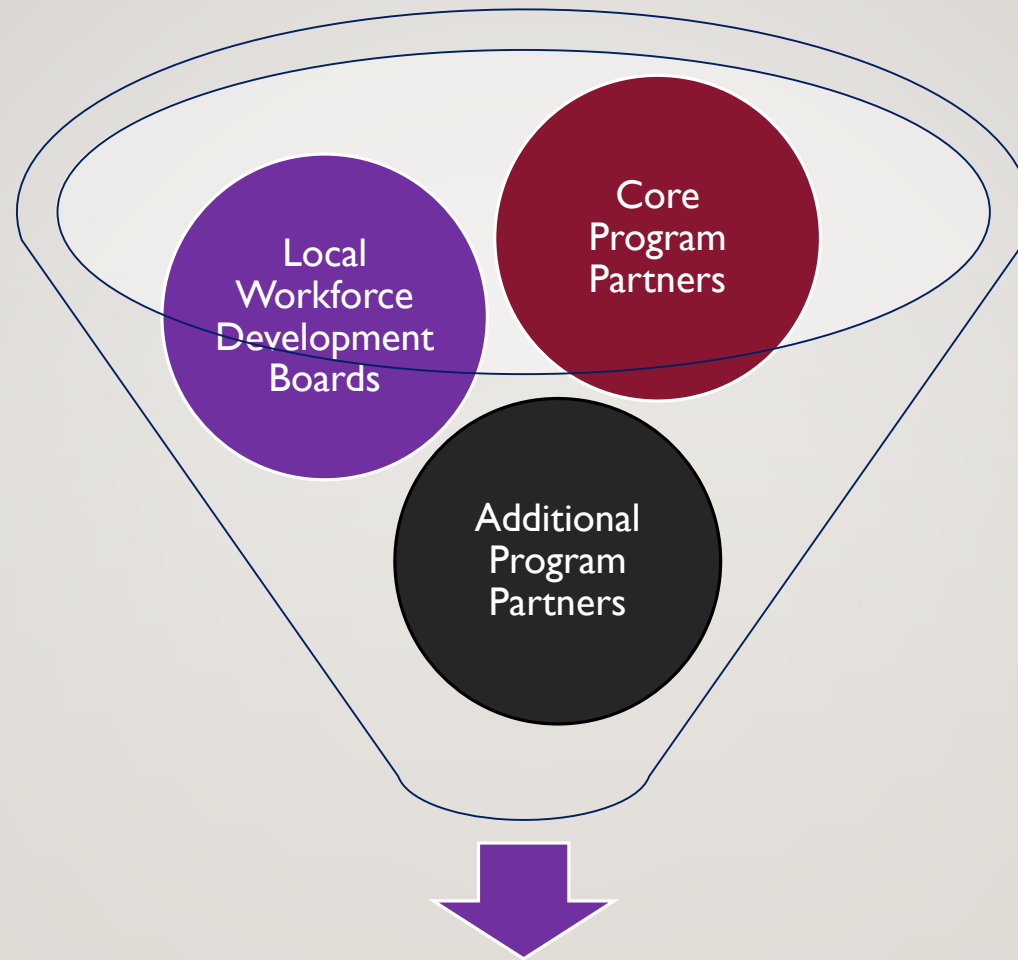 Local
Workforce
Development
Boards
Core
Program
Partners
Additional
Program
Partners